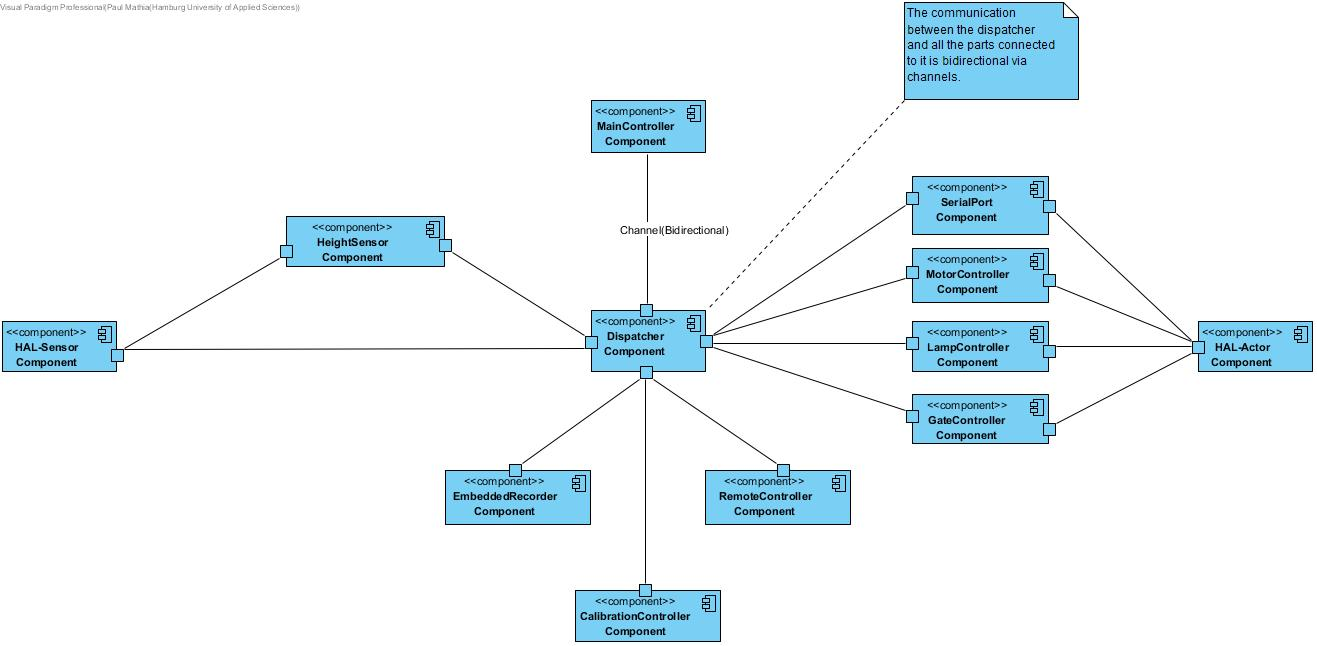 Visual Paradigm Professional(Paul Mathia(Hamburg University of Applied Sciences))
The communication
between the dispatcher
and all the parts connected
to it is bidirectional via
channels.
<<component>>
MainController
Component
<<component>>
SerialPort
Component
<<component>>
HeightSensor
Component
Channel(Bidirectional)
<<component>>
MotorController
Component
<<component>>
HAL-Sensor
Component
<<component>>
Dispatcher
Component
<<component>>
LampController
Component
<<component>>
HAL-Actor
Component
<<component>>
GateController
Component
<<component>>
EmbeddedRecorder
Component
<<component>>
RemoteController
Component
<<component>>
CalibrationController
Component